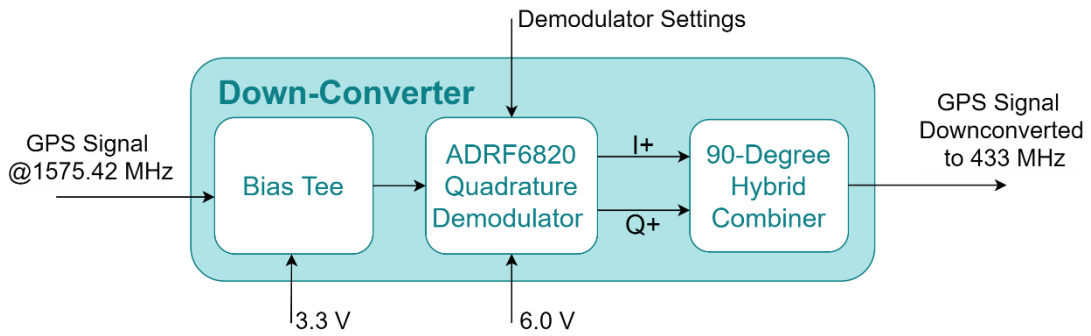 Demodulator Settings
Down-Converter
GPS Signal
@1575.42 MHz
Bias Tee
ADRF6820
Quadrature
Demodulator
I+
Q+
90-Degree
Hybrid
Combiner
GPS Signal
Downconverted
to 433 MHz
3.3 V
6.0 V